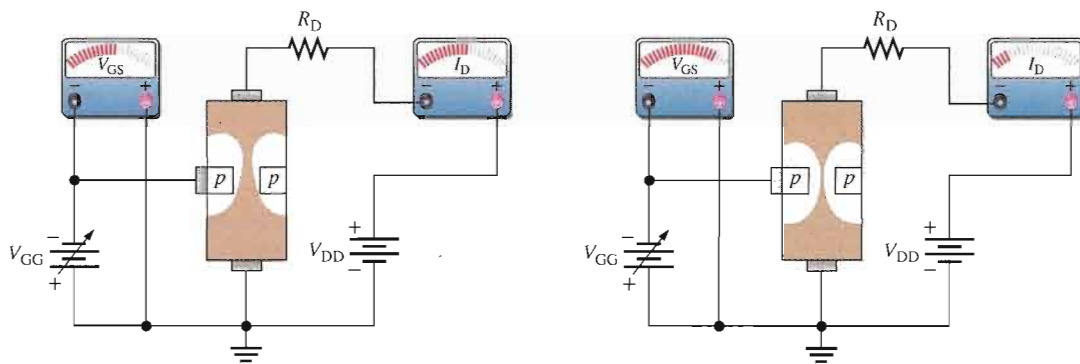 R_D
V_GS
- +
I_D
- +
p p
-
V_GG
+
+
V_DD
-
R_D
V_GS
- +
I_D
- +
p p
-
V_GG
+
+
V_DD
-